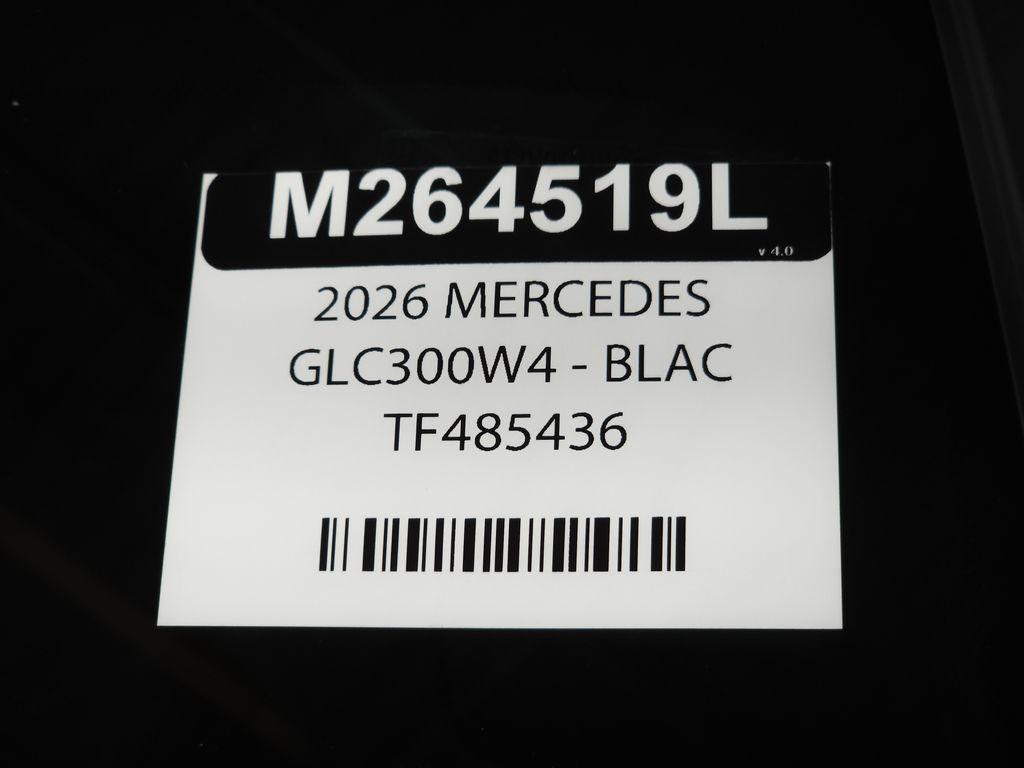 M264519L
v 4.0
2026 MERCEDES
GLC300W4 - BLAC
TF485436